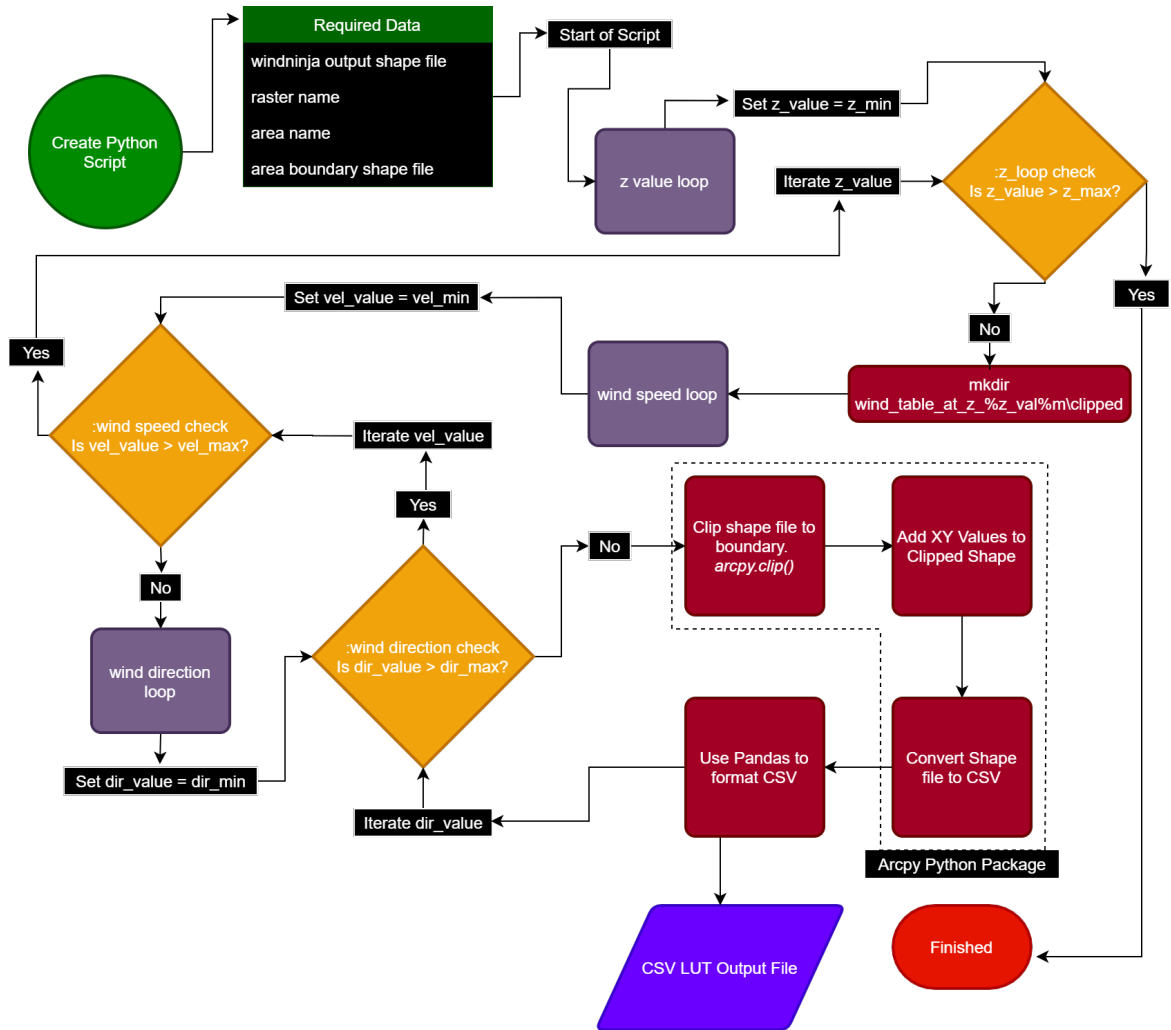 Create Python
Script
Required Data
windninja output shape file
raster name
area name
area boundary shape file
Start of Script
z value loop
Set z_value = z_min
Iterate z_value
:z_loop check
Is z_value > z_max?
Yes
No
mkdir
wind_table_at_z_%z_val%m\clipped
wind speed loop
Set vel_value = vel_min
Yes
:wind speed check
Is vel_value > vel_max?
Iterate vel_value
Yes
No
wind direction
loop
Set dir_value = dir_min
:wind direction check
Is dir_value > dir_max?
No
Clip shape file to
boundary.
arcpy.clip()
Add XY Values to
Clipped Shape
Convert Shape
file to CSV
Use Pandas to
format CSV
Iterate dir_value
Arcpy Python Package
CSV LUT Output File
Finished